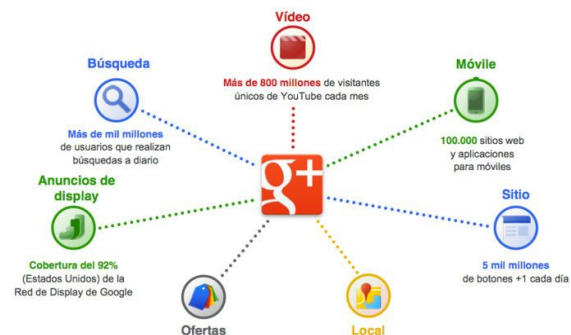 Vídeo
Más de 800 millones de visitantes
únicos de YouTube cada mes
Búsqueda
Más de mil millones
de usuarios que realizan
búsquedas a diario
Móvile
100.000 sitios web
y aplicaciones
para móviles
g+
Anuncios de
display
Cobertura del 92%
(Estados Unidos) de la
Red de Display de Google
Sitio
5 mil millones
de botones +1 cada día
Ofertas
Local